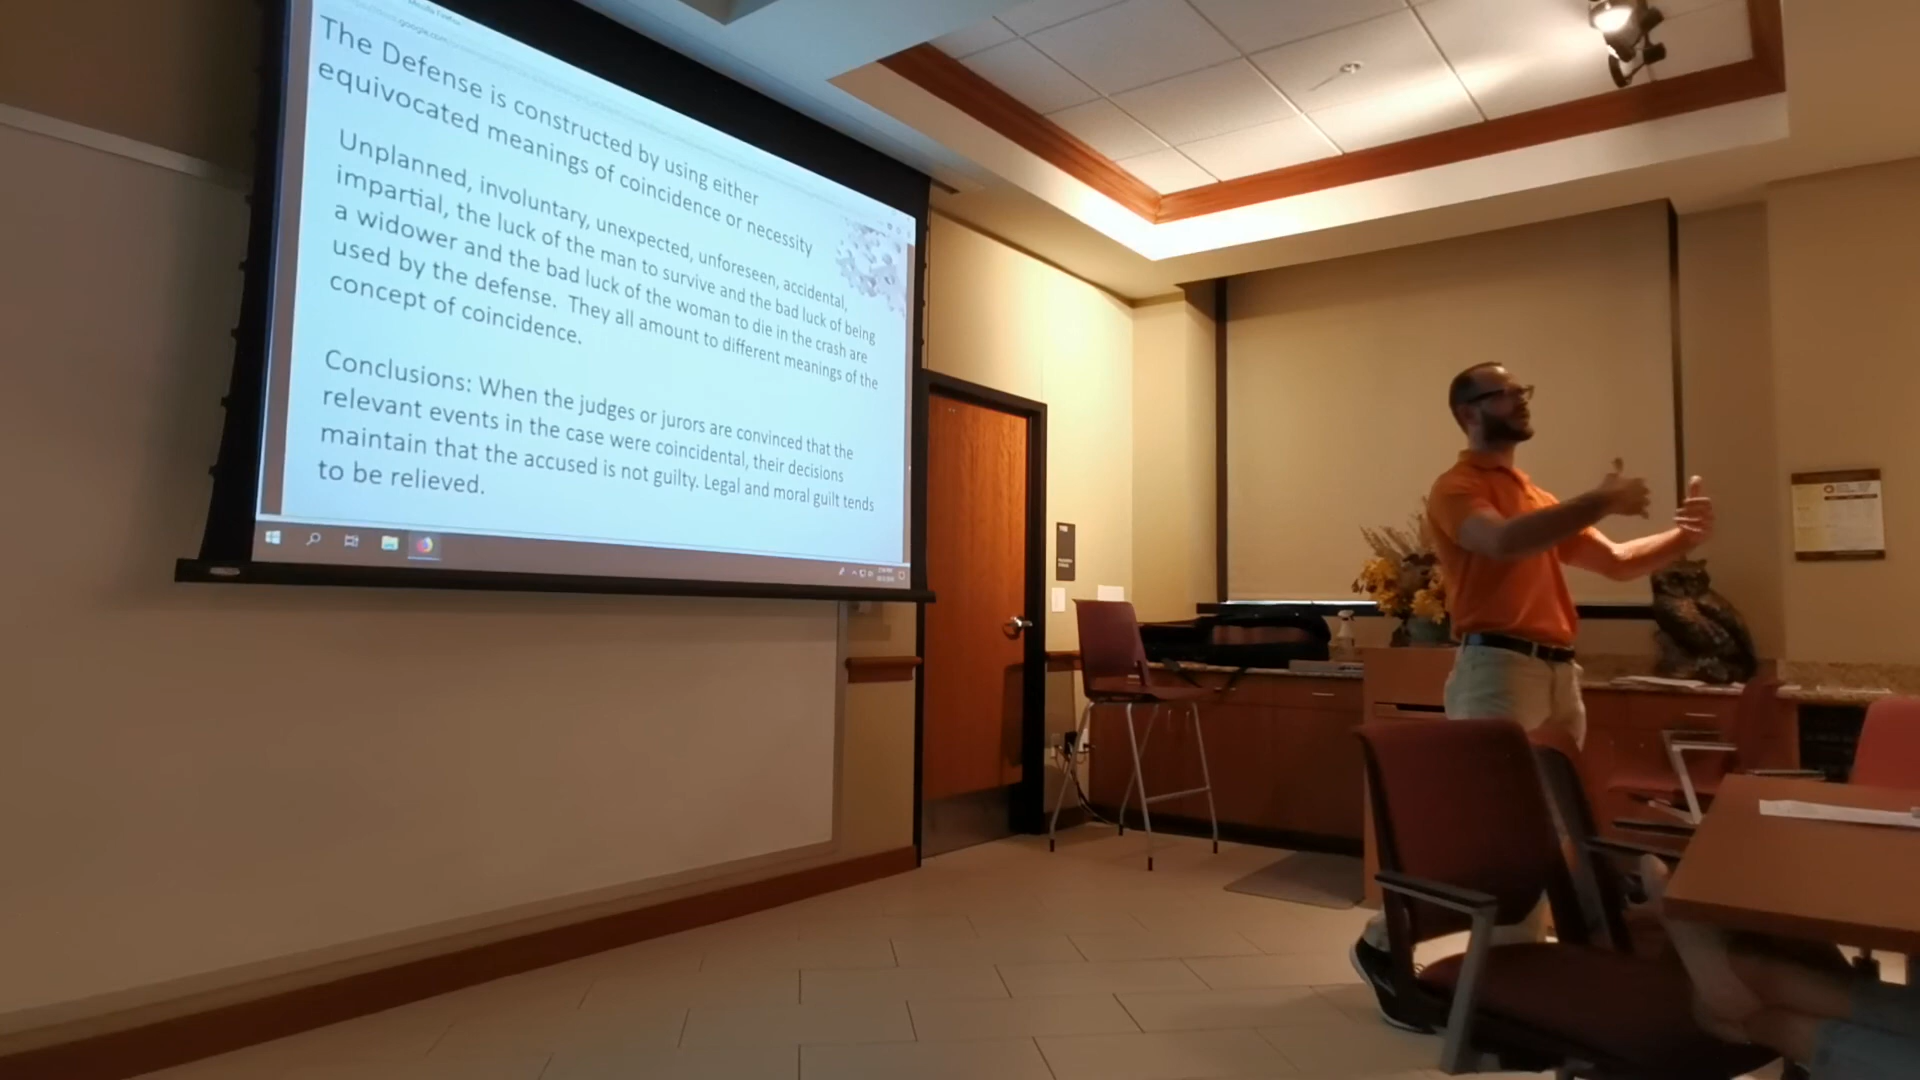 Mozilla Firefox
The Defense is constructed by using either
equivocated meanings of coincidence or necessity
Unplanned, involuntary, unexpected, unforeseen, accidental,
impartial, the luck of the man to survive and the bad luck of being
a widower and the bad luck of the woman to die in the crash are
used by the defense. They all amount to different meanings of the
concept of coincidence.
Conclusions: When the judges or jurors are convinced that the
relevant events in the case were coincidental, their decisions
maintain that the accused is not guilty. Legal and moral guilt tends
to be relieved.